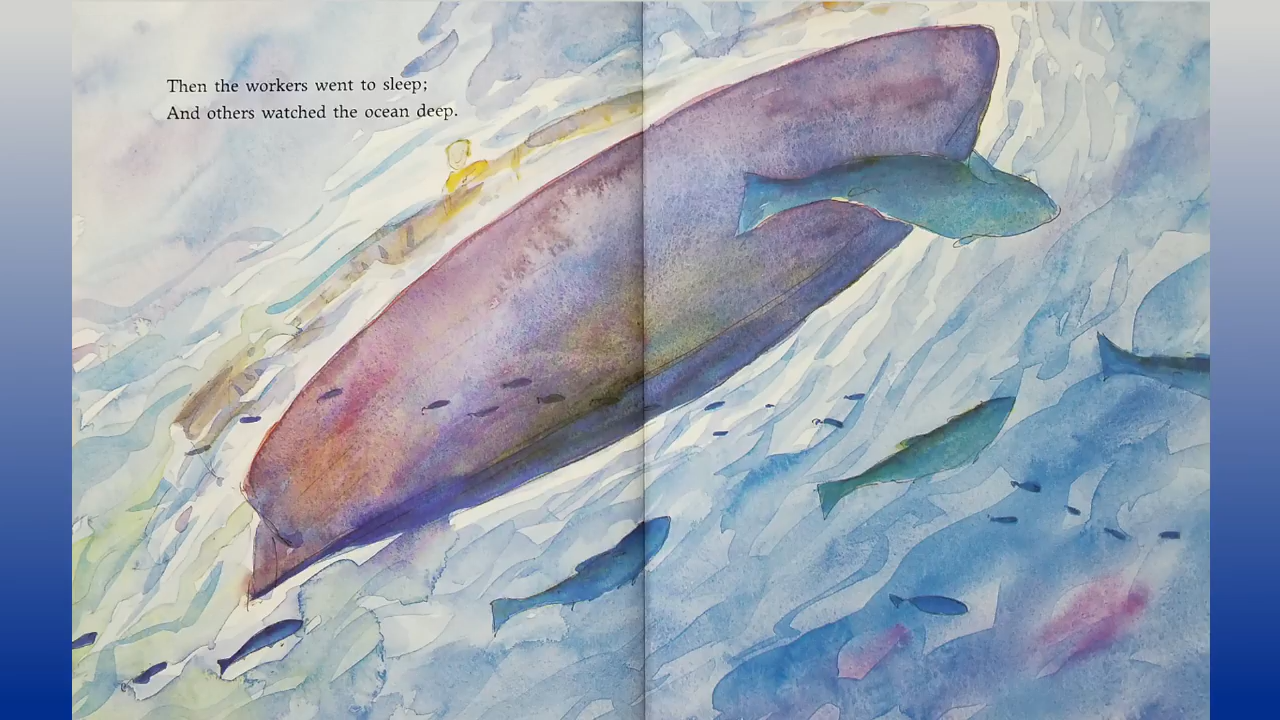 Then the workers went to sleep;
And others watched the ocean deep.